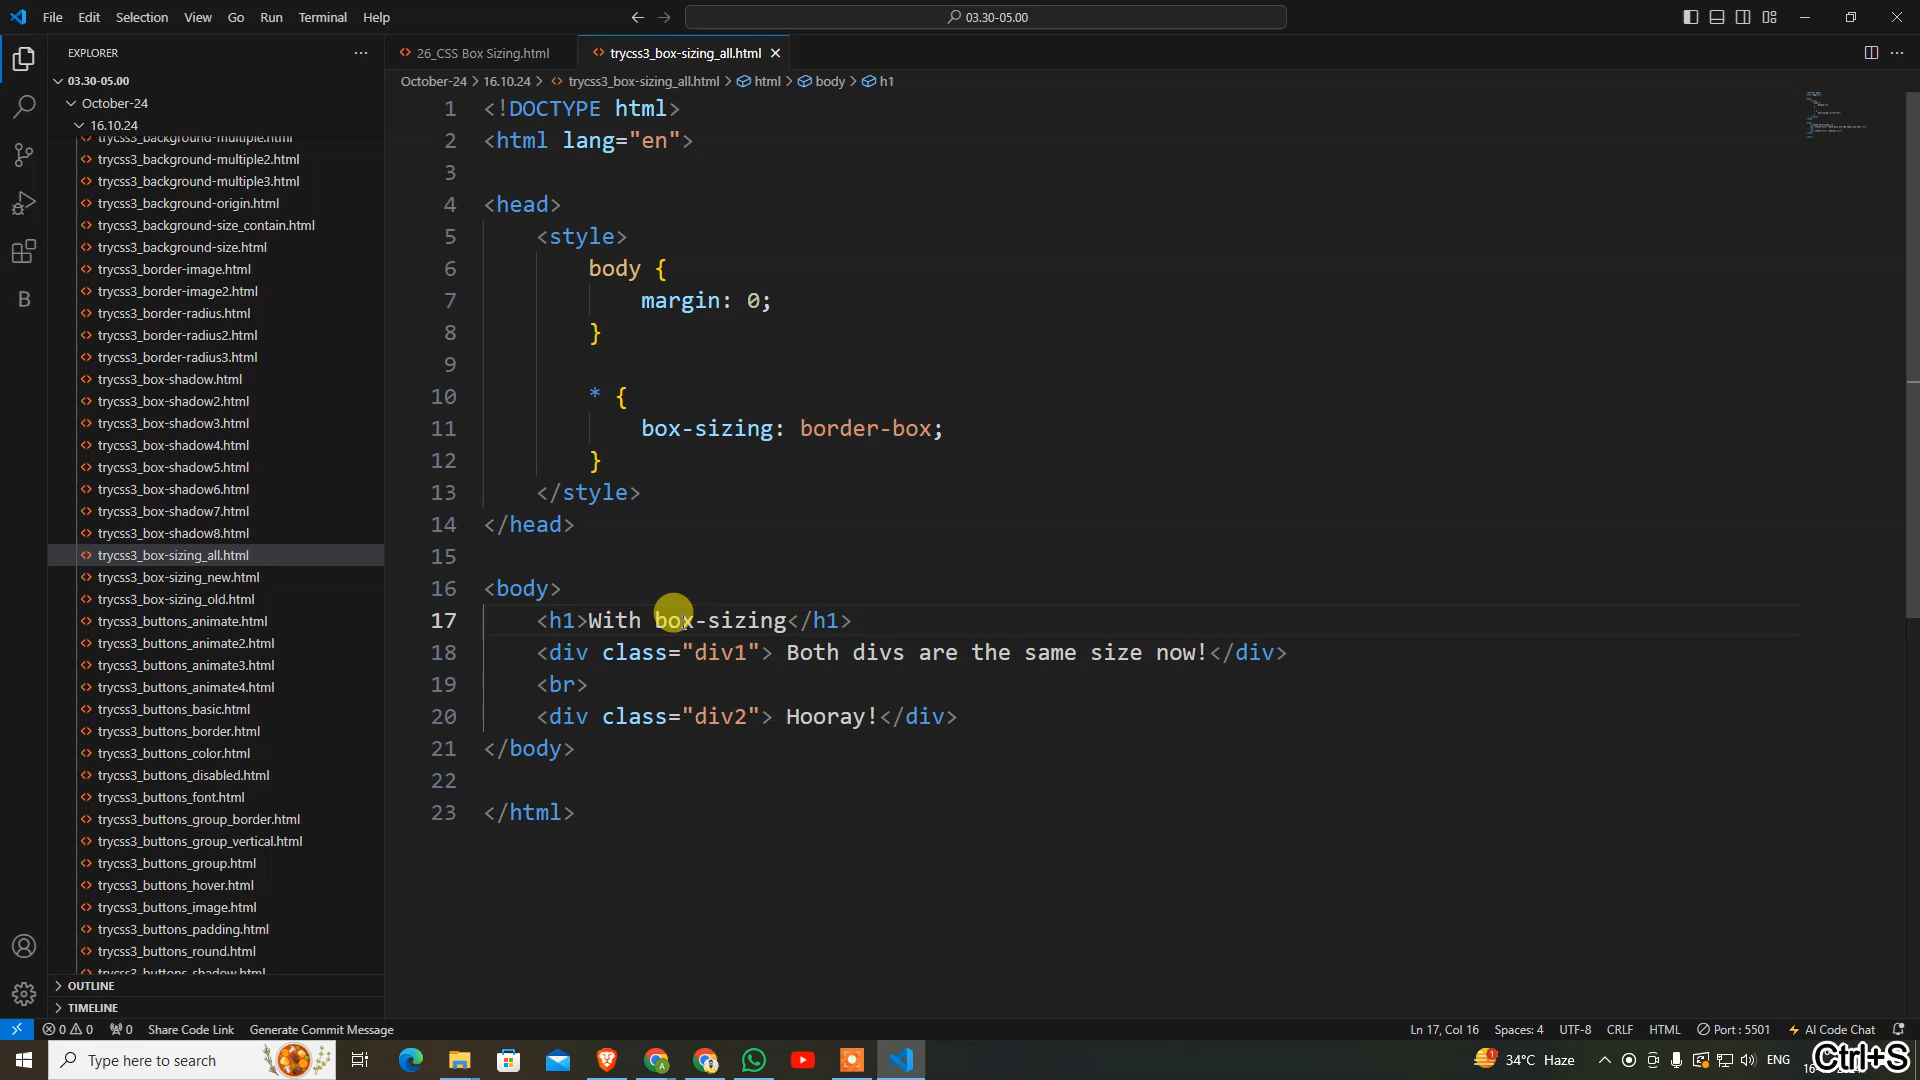 File Edit Selection View Go Run Terminal Help
03.30-05.00
EXPLORER
03.30-05.00
October-24
16.10.24
trycss3_background-multiple.html
trycss3_background-multiple2.html
trycss3_background-multiple3.html
trycss3_background-origin.html
trycss3_background-size_contain.html
trycss3_background-size.html
trycss3_border-image.html
trycss3_border-image2.html
trycss3_border-radius.html
trycss3_border-radius2.html
trycss3_border-radius3.html
trycss3_box-shadow.html
trycss3_box-shadow2.html
trycss3_box-shadow3.html
trycss3_box-shadow4.html
trycss3_box-shadow5.html
trycss3_box-shadow6.html
trycss3_box-shadow7.html
trycss3_box-shadow8.html
trycss3_box-sizing_all.html
trycss3_box-sizing_new.html
trycss3_box-sizing_old.html
trycss3_buttons_animate.html
trycss3_buttons_animate2.html
trycss3_buttons_animate3.html
trycss3_buttons_animate4.html
trycss3_buttons_basic.html
trycss3_buttons_border.html
trycss3_buttons_color.html
trycss3_buttons_disabled.html
trycss3_buttons_font.html
trycss3_buttons_group_border.html
trycss3_buttons_group_vertical.html
trycss3_buttons_group.html
trycss3_buttons_hover.html
trycss3_buttons_image.html
trycss3_buttons_padding.html
trycss3_buttons_round.html
trycss3_buttons_shadow.html
OUTLINE
TIMELINE
26_CSS Box Sizing.html trycss3_box-sizing_all.html
October-24 > 16.10.24 > trycss3_box-sizing_all.html > html > body > h1
1 <!DOCTYPE html>
2 <html lang="en">
3
4 <head>
5 <style>
6 body {
7 margin: 0;
8 }
9
10 * {
11 box-sizing: border-box;
12 }
13 </style>
14 </head>
15
16 <body>
17 <h1>With box-sizing</h1>
18 <div class="div1"> Both divs are the same size now!</div>
19 <br>
20 <div class="div2"> Hooray!</div>
21 </body>
22
23 </html>
0 0 0 Share Code Link Generate Commit Message Ln 17, Col 16 Spaces: 4 UTF-8 CRLF HTML Port : 5501 AI Code Chat
Type here to search 34°C Haze ENG
Ctrl+S